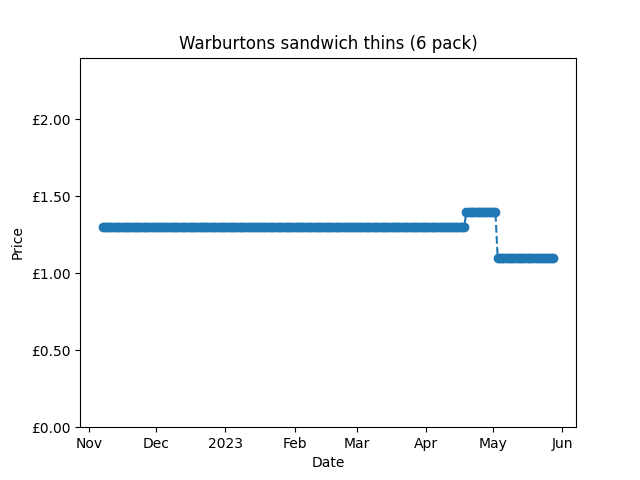 Warburtons sandwich thins (6 pack)
£2.00
£1.50
£1.00
£0.50
£0.00
Price
Nov Dec 2023 Feb Mar Apr May Jun
Date